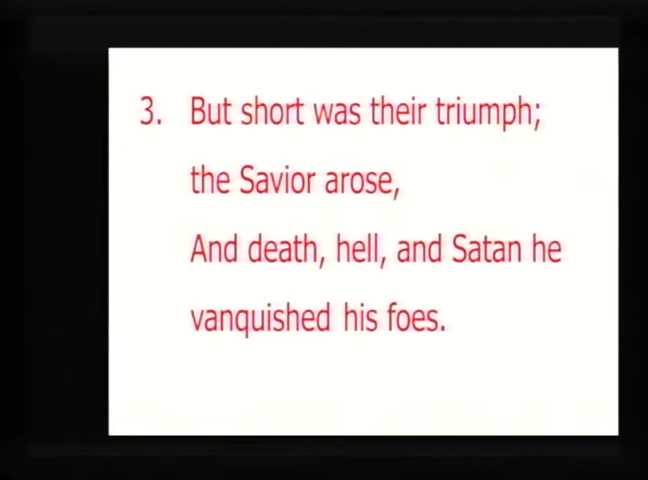 3. But short was their triumph;
the Savior arose,
And death, hell, and Satan he
vanquished his foes.